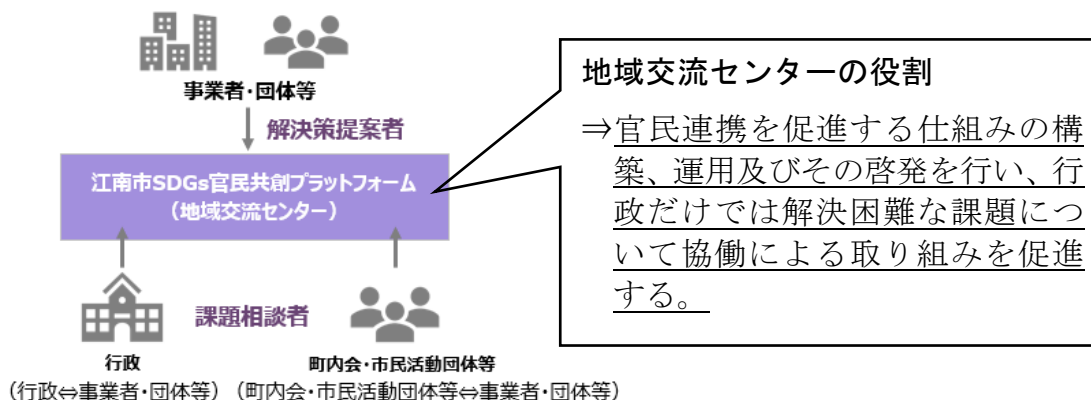 事業者・団体等
解決策提案者
江南市SDGs官民共創プラットフォーム
（地域交流センター）
課題相談者
行政
町内会・市民活動団体等
（行政⇔事業者・団体等）（町内会・市民活動団体等⇔事業者・団体等）
地域交流センターの役割
⇒官民連携を促進する仕組みの構
築、運用及びその啓発を行い、行
政だけでは解決困難な課題につ
いて協働による取り組みを促進
する。